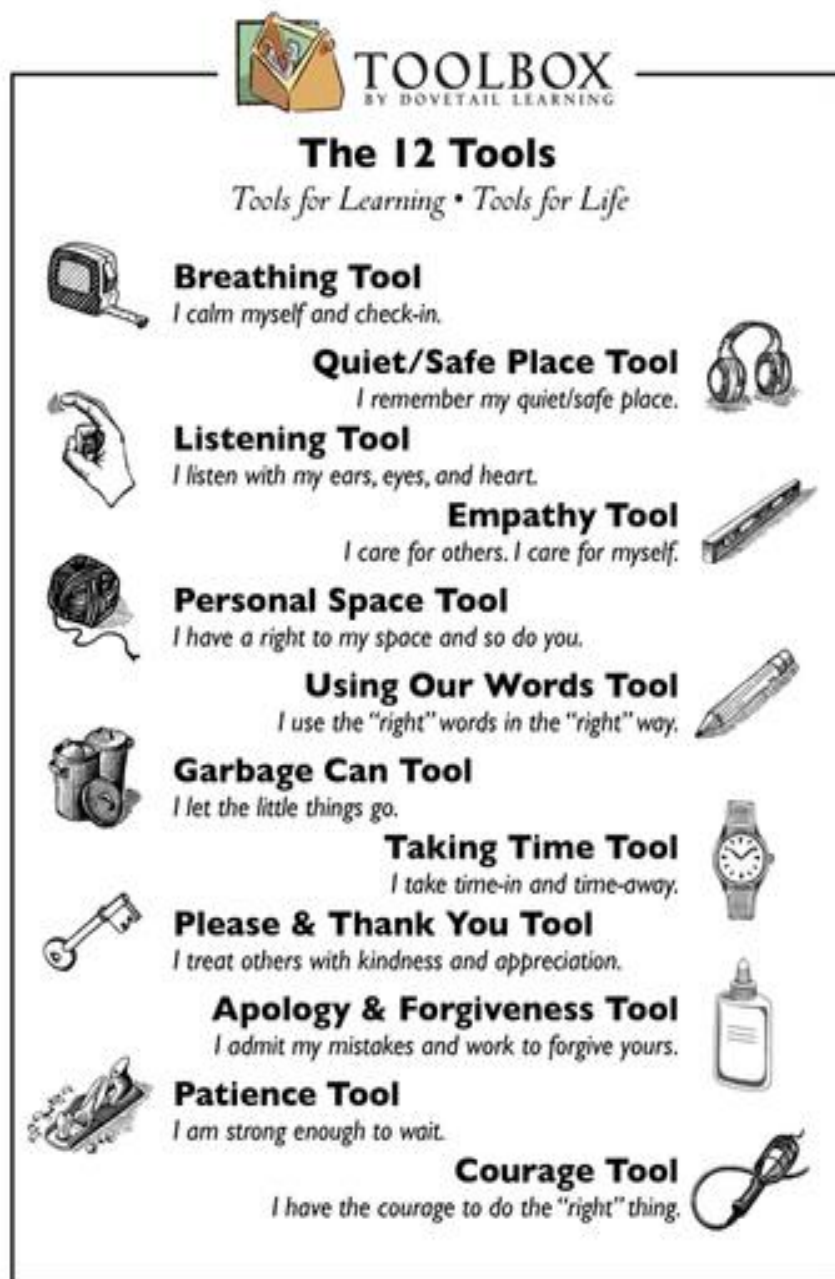 TOOLBOX
BY DOVETAIL LEARNING
The 12 Tools
Tools for Learning • Tools for Life
Breathing Tool
I calm myself and check-in.
Quiet/Safe Place Tool
I remember my quiet/safe place.
Listening Tool
I listen with my ears, eyes, and heart.
Empathy Tool
I care for others. I care for myself.
Personal Space Tool
I have a right to my space and so do you.
Using Our Words Tool
I use the “right” words in the “right” way.
Garbage Can Tool
I let the little things go.
Taking Time Tool
I take time-in and time-away.
Please & Thank You Tool
I treat others with kindness and appreciation.
Apology & Forgiveness Tool
I admit my mistakes and work to forgive yours.
Patience Tool
I am strong enough to wait.
Courage Tool
I have the courage to do the “right” thing.